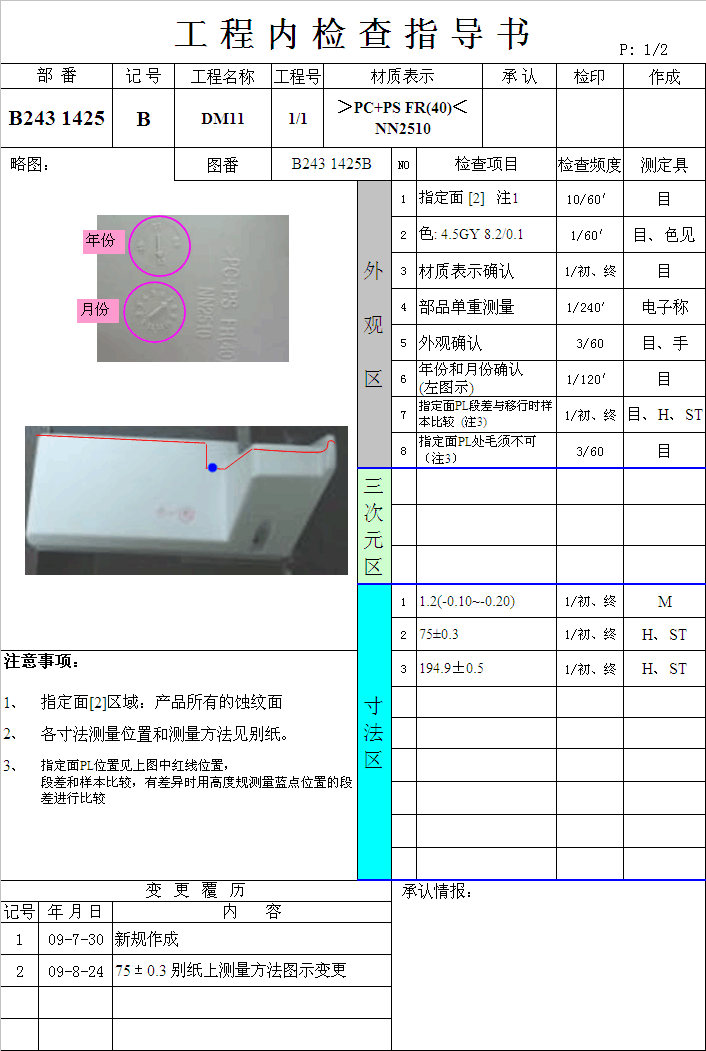 工程内检查指导书
P: 1/2
部 番 记 号 工程名称 工程号 材质表示 承 认 检印 作成
B243 1425 B DM11 1/1 ＞PC+PS FR(40)＜
NN2510
略图： 图番 B243 1425B NO 检查项目 检查频度 测定具
外观区
1 指定面 [2] 注1 10/60′ 目
2 色: 4.5GY 8.2/0.1 1/60′ 目、色见
3 材质表示确认 1/初、终 目
4 部品单重测量 1/240′ 电子称
5 外观确认 3/60 目、手
6 年份和月份确认
(左图示) 1/120′ 目
7 指定面PL段差与移行时样
本比较 (注3) 1/初、终 目、H、ST
8 指定面PL处毛须不可
（注3） 3/60 目
年份
月份
PC+PS FR(40
NN2510
三次元区
寸法区
1 1.2(-0.10~-0.20) 1/初、终 M
2 75±0.3 1/初、终 H、ST
3 194.9±0.5 1/初、终 H、ST
注意事项：
1、 指定面[2]区域：产品所有的蚀纹面
2、 各寸法测量位置和测量方法见别纸。
3、 指定面PL位置见上图中红线位置，
段差和样本比较，有差异时用高度规测量蓝点位置的段
差进行比较
变 更 覆 历
记号 年 月 日 内 容
1 09-7-30 新规作成
2 09-8-24 75 ± 0.3 别纸上测量方法图示变更
承认情报：